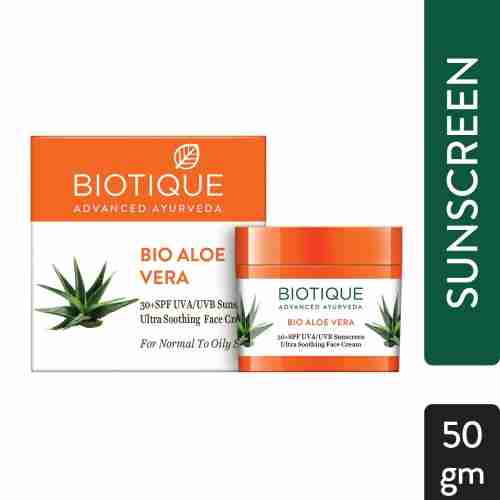 BIOTIQUE
ADVANCED AYURVEDA
BIO ALOE
VERA
30+SPF UVA/UVB
Ultra Soothing Face
For Normal To Oily
BIOTIQUE
ADVANCED AYURVEDA
BIO ALOE VERA
30+SPF UVA/UVB Sunscreen
Ultra Soothing Face Cream
SUNSCREEN
50
gm